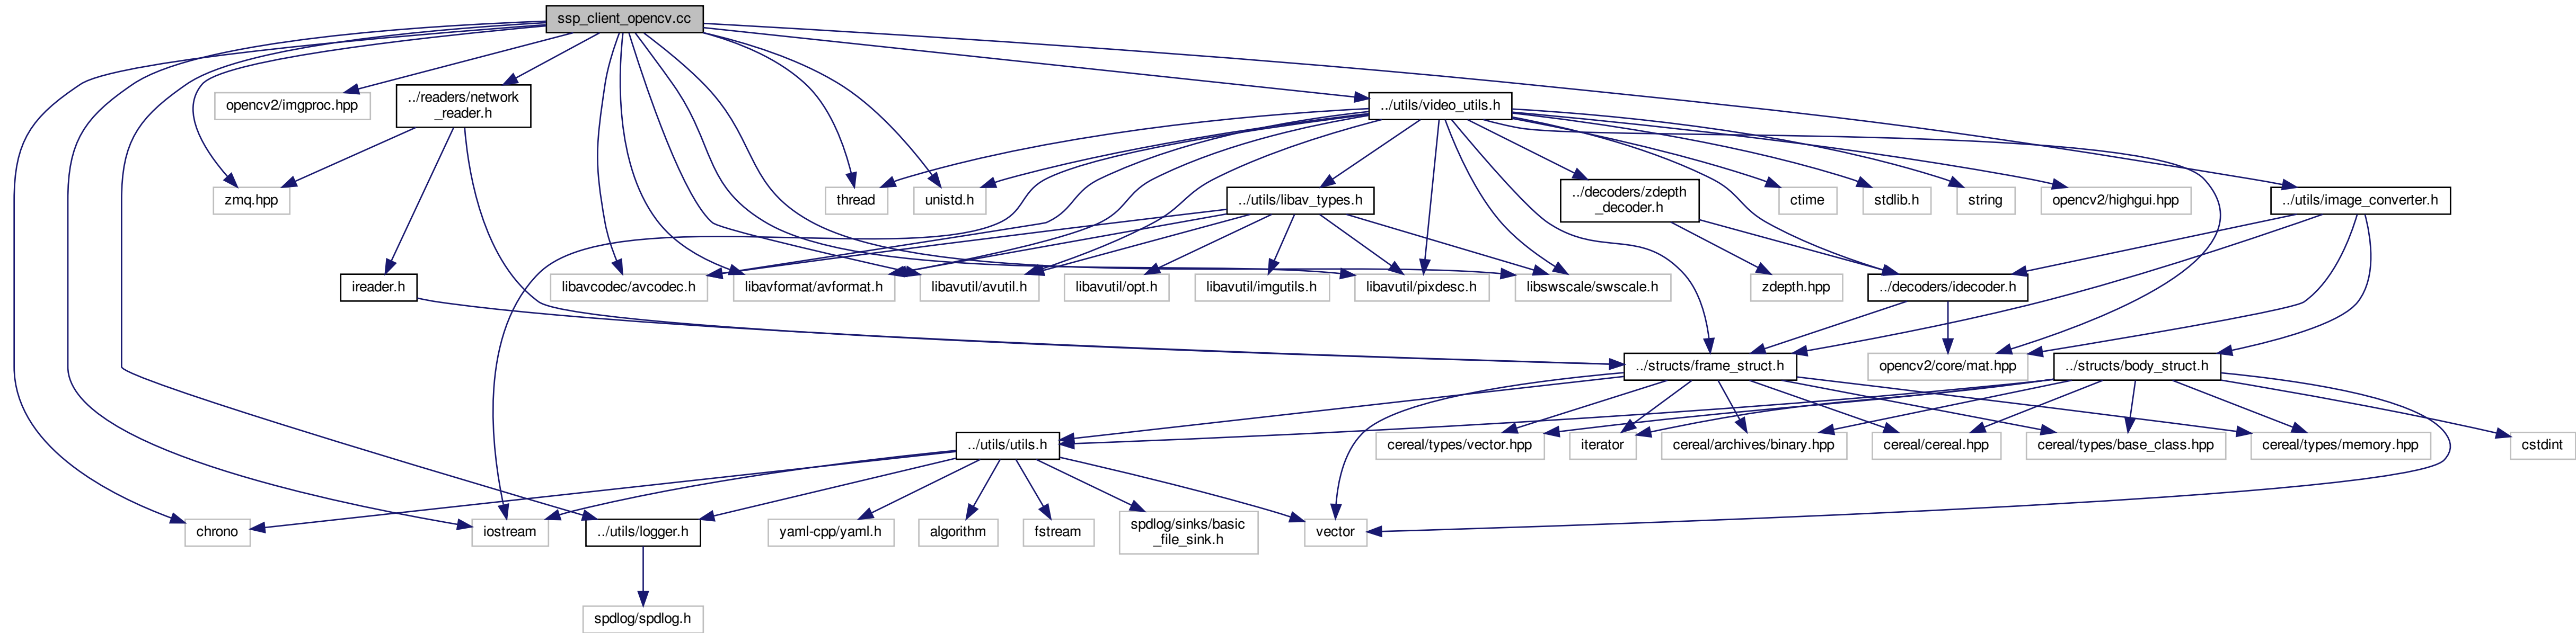 ssp_client_opencv.cc
opencv2/imgproc.hpp
../readers/network
_reader.h
../utils/video_utils.h
zmq.hpp
thread
unistd.h
../utils/libav_types.h
../decoders/zdepth
_decoder.h
ctime
stdlib.h
string
opencv2/highgui.hpp
../utils/image_converter.h
ireader.h
libavcodec/avcodec.h
libavformat/avformat.h
libavutil/avutil.h
libavutil/opt.h
libavutil/imgutils.h
libavutil/pixdesc.h
libswscale/swscale.h
zdepth.hpp
../decoders/idecoder.h
../structs/frame_struct.h
opencv2/core/mat.hpp
../structs/body_struct.h
../utils/utils.h
cereal/types/vector.hpp
iterator
cereal/archives/binary.hpp
cereal/cereal.hpp
cereal/types/base_class.hpp
cereal/types/memory.hpp
cstdint
chrono
iostream
../utils/logger.h
yaml-cpp/yaml.h
algorithm
fstream
spdlog/sinks/basic
_file_sink.h
vector
spdlog/spdlog.h